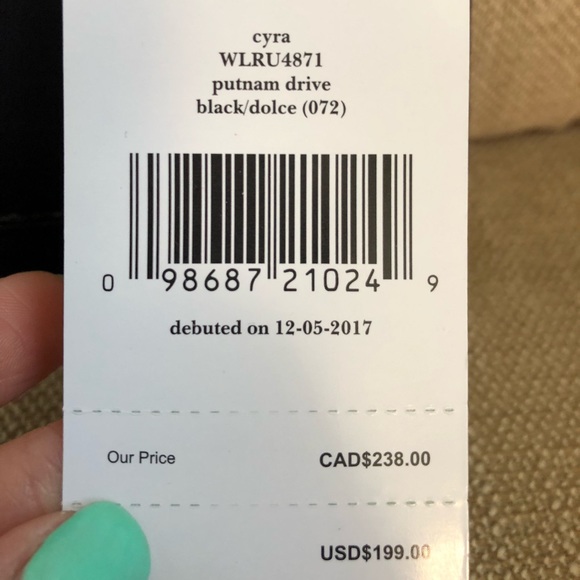 cyra
WLRU4871
putnam drive
black/dolce (072)
0 98687 21024 9
debuted on 12-05-2017
Our Price CAD$238.00
USD$199.00